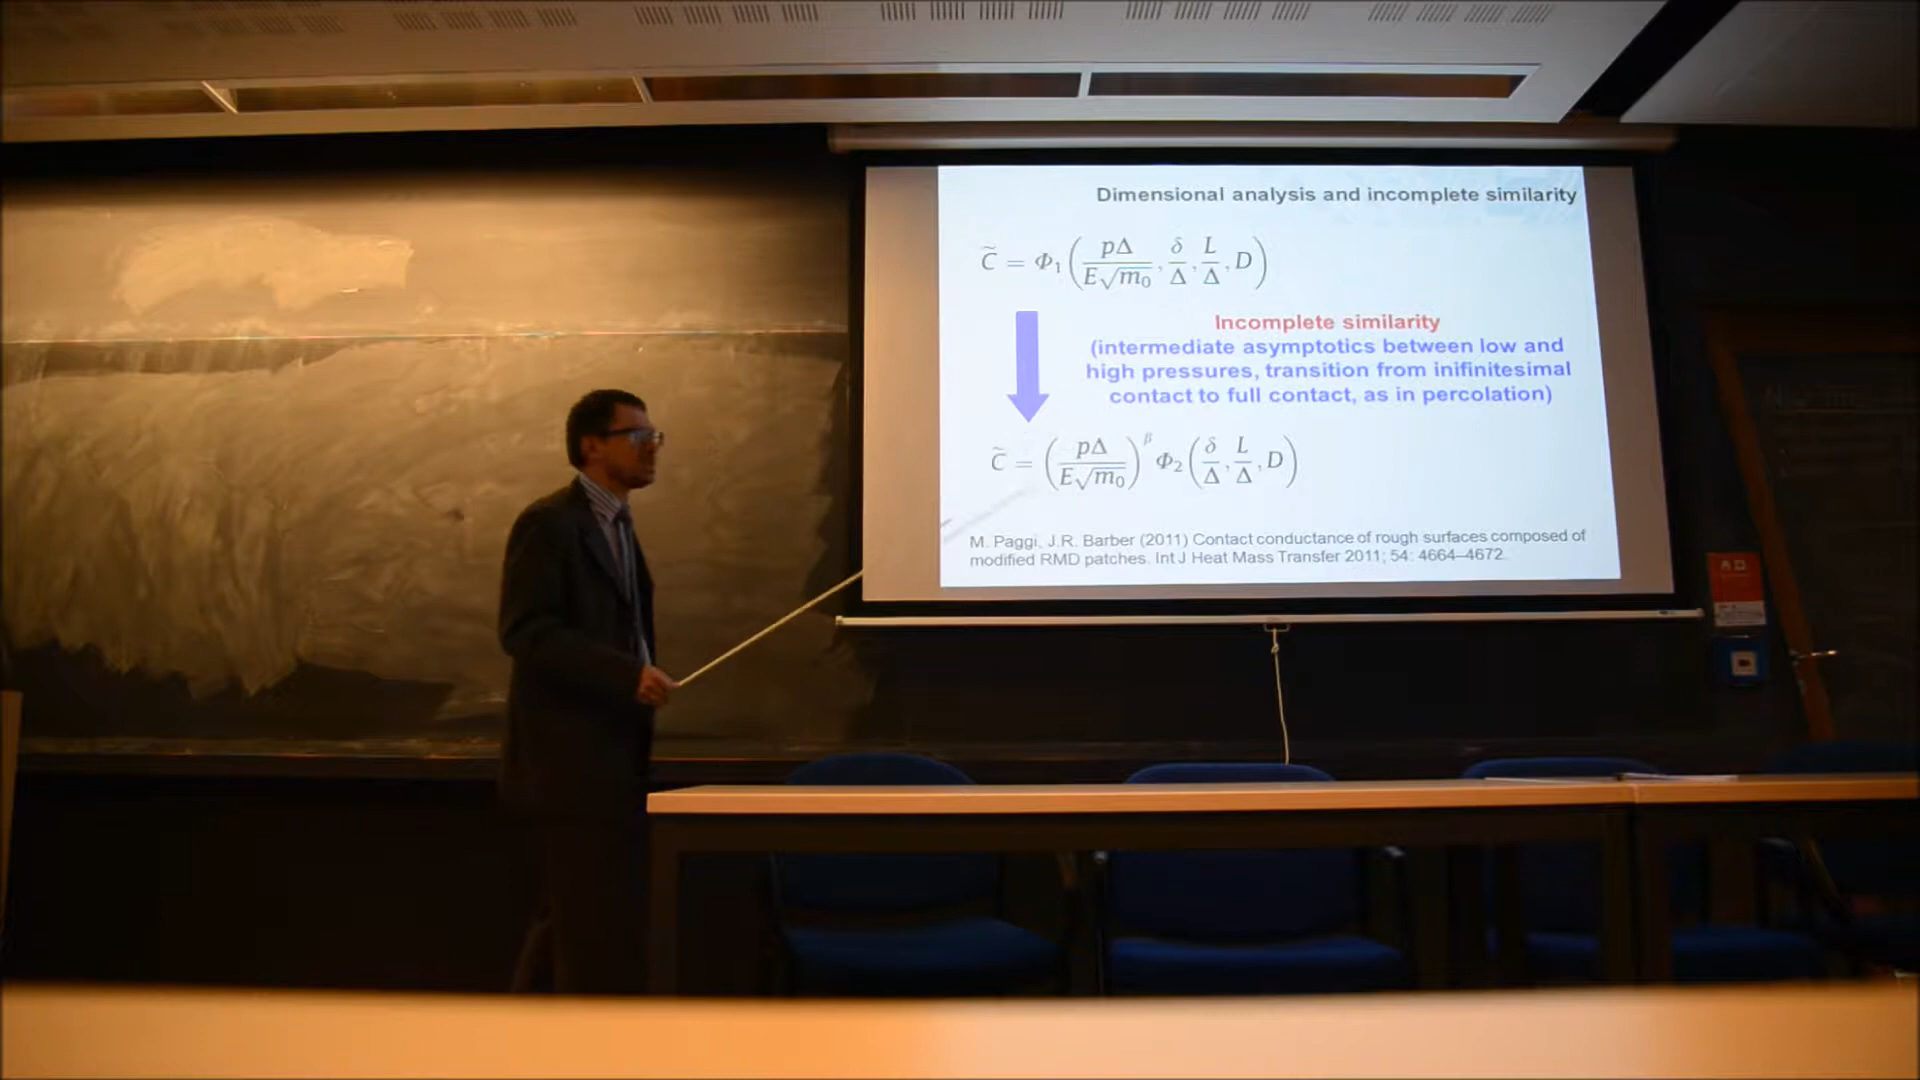 Dimensional analysis and incomplete similarity
C̃ = Φ₁(pΔ/(E√m₀), δ/Δ, L/Δ, D)
Incomplete similarity
(intermediate asymptotics between low and
high pressures, transition from inifinitesimal
contact to full contact, as in percolation)
C̃ = (pΔ/(E√m₀))^β Φ₂(δ/Δ, L/Δ, D)
M. Paggi, J.R. Barber (2011) Contact conductance of rough surfaces composed of
modified RMD patches. Int J Heat Mass Transfer 2011; 54: 4664–4672.